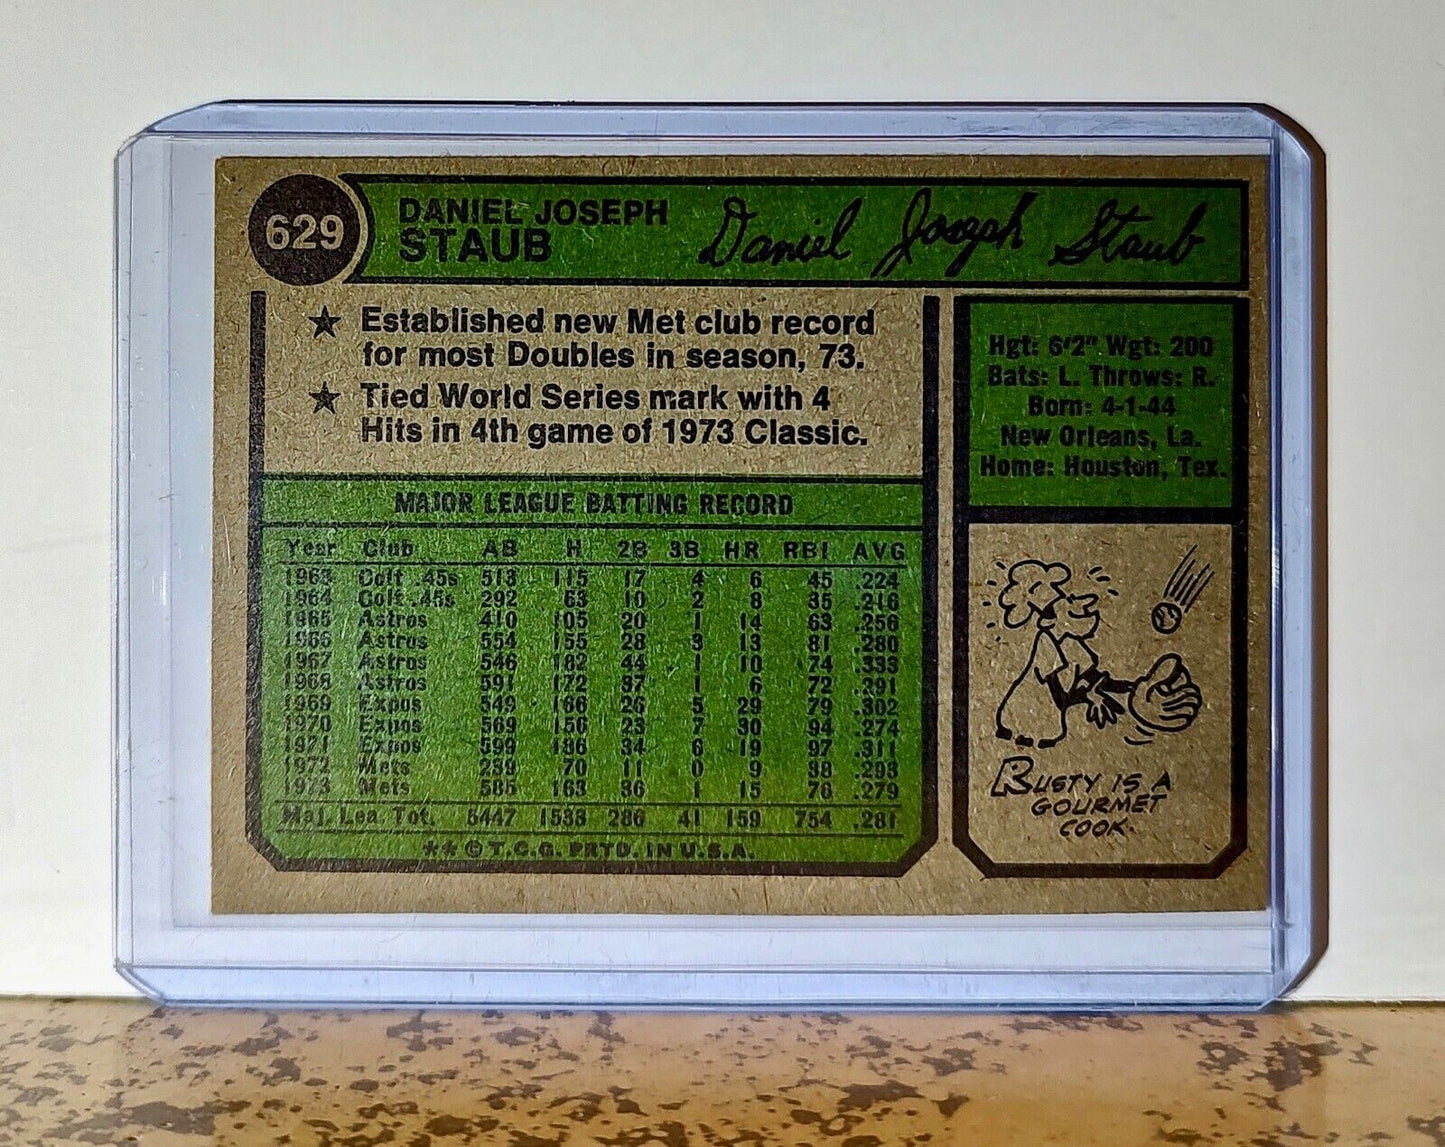 629
DANIEL JOSEPH
STAUB
Daniel Joseph Staub
★ Established new Met club record
for most Doubles in season, 73.
★ Tied World Series mark with 4
Hits in 4th game of 1973 Classic.
Hgt: 6'2" Wgt: 200
Bats: L. Throws: R.
Born: 4-1-44
New Orleans, La.
Home: Houston, Tex.
MAJOR LEAGUE BATTING RECORD
Year Club AB H 2B 3B HR RBI AVG
1963 Colt .45s 513 115 17 4 6 45 .224
1964 Colt .45s 292 63 10 2 8 35 .216
1965 Astros 410 105 20 1 14 63 .256
1966 Astros 554 155 28 3 13 81 .280
1967 Astros 546 182 44 1 10 74 .333
1968 Astros 591 172 37 1 6 72 .291
1969 Expos 549 166 26 5 29 79 .302
1970 Expos 569 156 23 7 30 94 .274
1971 Expos 599 186 34 6 19 97 .311
1972 Mets 239 70 11 0 9 38 .293
1973 Mets 585 163 36 1 15 76 .279
Maj. Lea. Tot. 5447 1533 286 41 159 754 .281
** © T.C.G. PRTD. IN U.S.A.
RUSTY IS A
GOURMET
COOK.